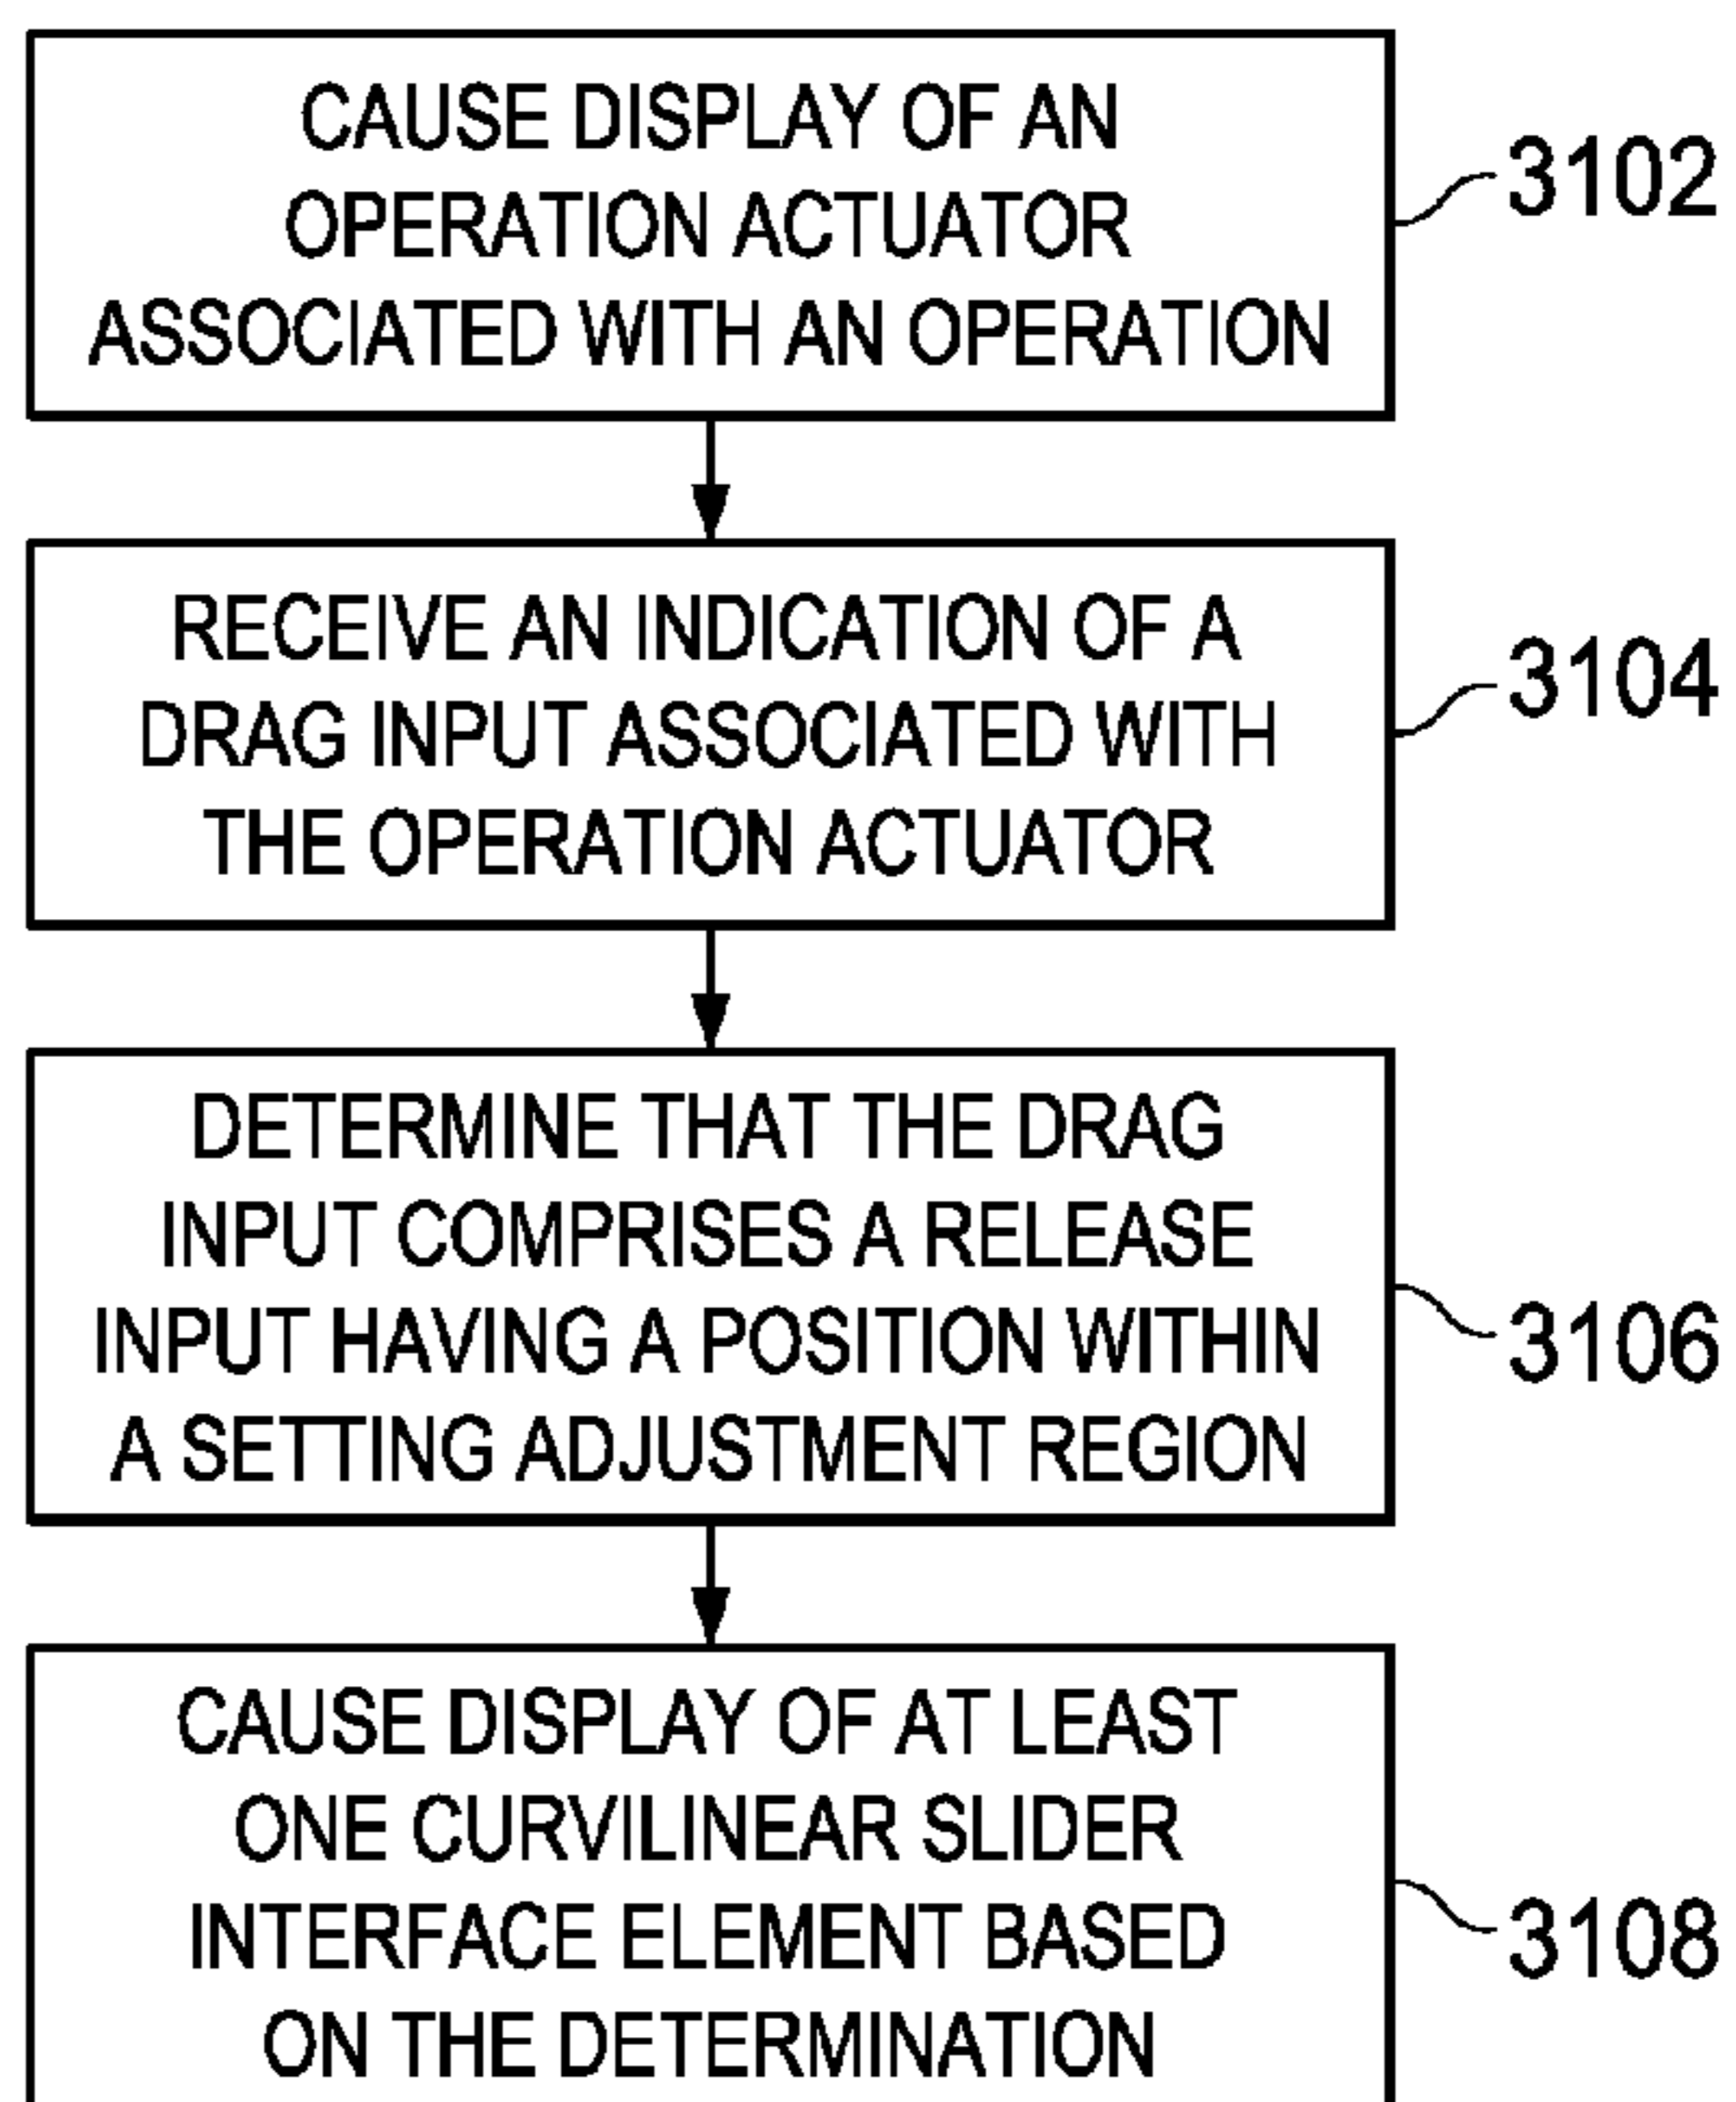 CAUSE DISPLAY OF AN
OPERATION ACTUATOR
ASSOCIATED WITH AN OPERATION
3102
RECEIVE AN INDICATION OF A
DRAG INPUT ASSOCIATED WITH
THE OPERATION ACTUATOR
3104
DETERMINE THAT THE DRAG
INPUT COMPRISES A RELEASE
INPUT HAVING A POSITION WITHIN
A SETTING ADJUSTMENT REGION
3106
CAUSE DISPLAY OF AT LEAST
ONE CURVILINEAR SLIDER
INTERFACE ELEMENT BASED
ON THE DETERMINATION
3108